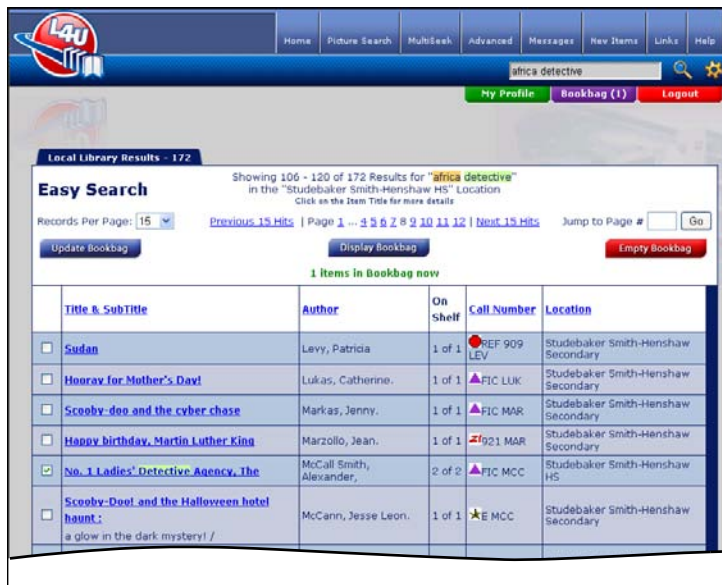 L4U
Home Picture Search MultiSeek Advanced Messages New Items Links Help
africa detective
My Profile Bookbag (1) Logout
Local Library Results - 172
Easy Search
Showing 106 - 120 of 172 Results for "africa detective"
in the "Studebaker Smith-Henshaw HS" Location
Click on the Item Title for more details
Records Per Page: 15 Previous 15 Hits | Page 1 ... 4 5 6 7 8 9 10 11 12 | Next 15 Hits Jump to Page # Go
Update Bookbag Display Bookbag Empty Bookbag
1 items in Bookbag now
Title & SubTitle Author On Shelf Call Number Location
Sudan Levy, Patricia 1 of 1 REF 909 LEV Studebaker Smith-Henshaw Secondary
Hooray for Mother's Day! Lukas, Catherine. 1 of 1 FIC LUK Studebaker Smith-Henshaw Secondary
Scooby-doo and the cyber chase Markas, Jenny. 1 of 1 FIC MAR Studebaker Smith-Henshaw Secondary
Happy birthday, Martin Luther King Marzollo, Jean. 1 of 1 921 MAR Studebaker Smith-Henshaw Secondary
No. 1 Ladies' Detective Agency, The McCall Smith, Alexander, 2 of 2 FIC MCC Studebaker Smith-Henshaw HS
Scooby-Doo! and the Halloween hotel haunt : a glow in the dark mystery! / McCann, Jesse Leon. 1 of 1 E MCC Studebaker Smith-Henshaw Secondary